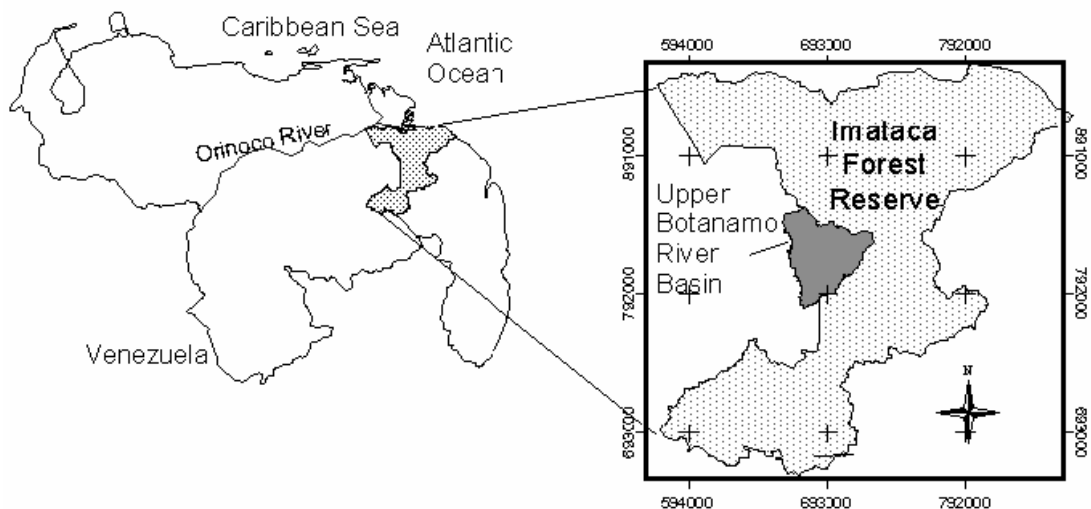 Caribbean Sea
Atlantic
Ocean
Orinoco River
Venezuela
594000
693000
792000
891000
792000
693000
Imataca
Forest
Reserve
Upper
Botanamo
River
Basin
N
891000
792000
693000
594000
693000
792000